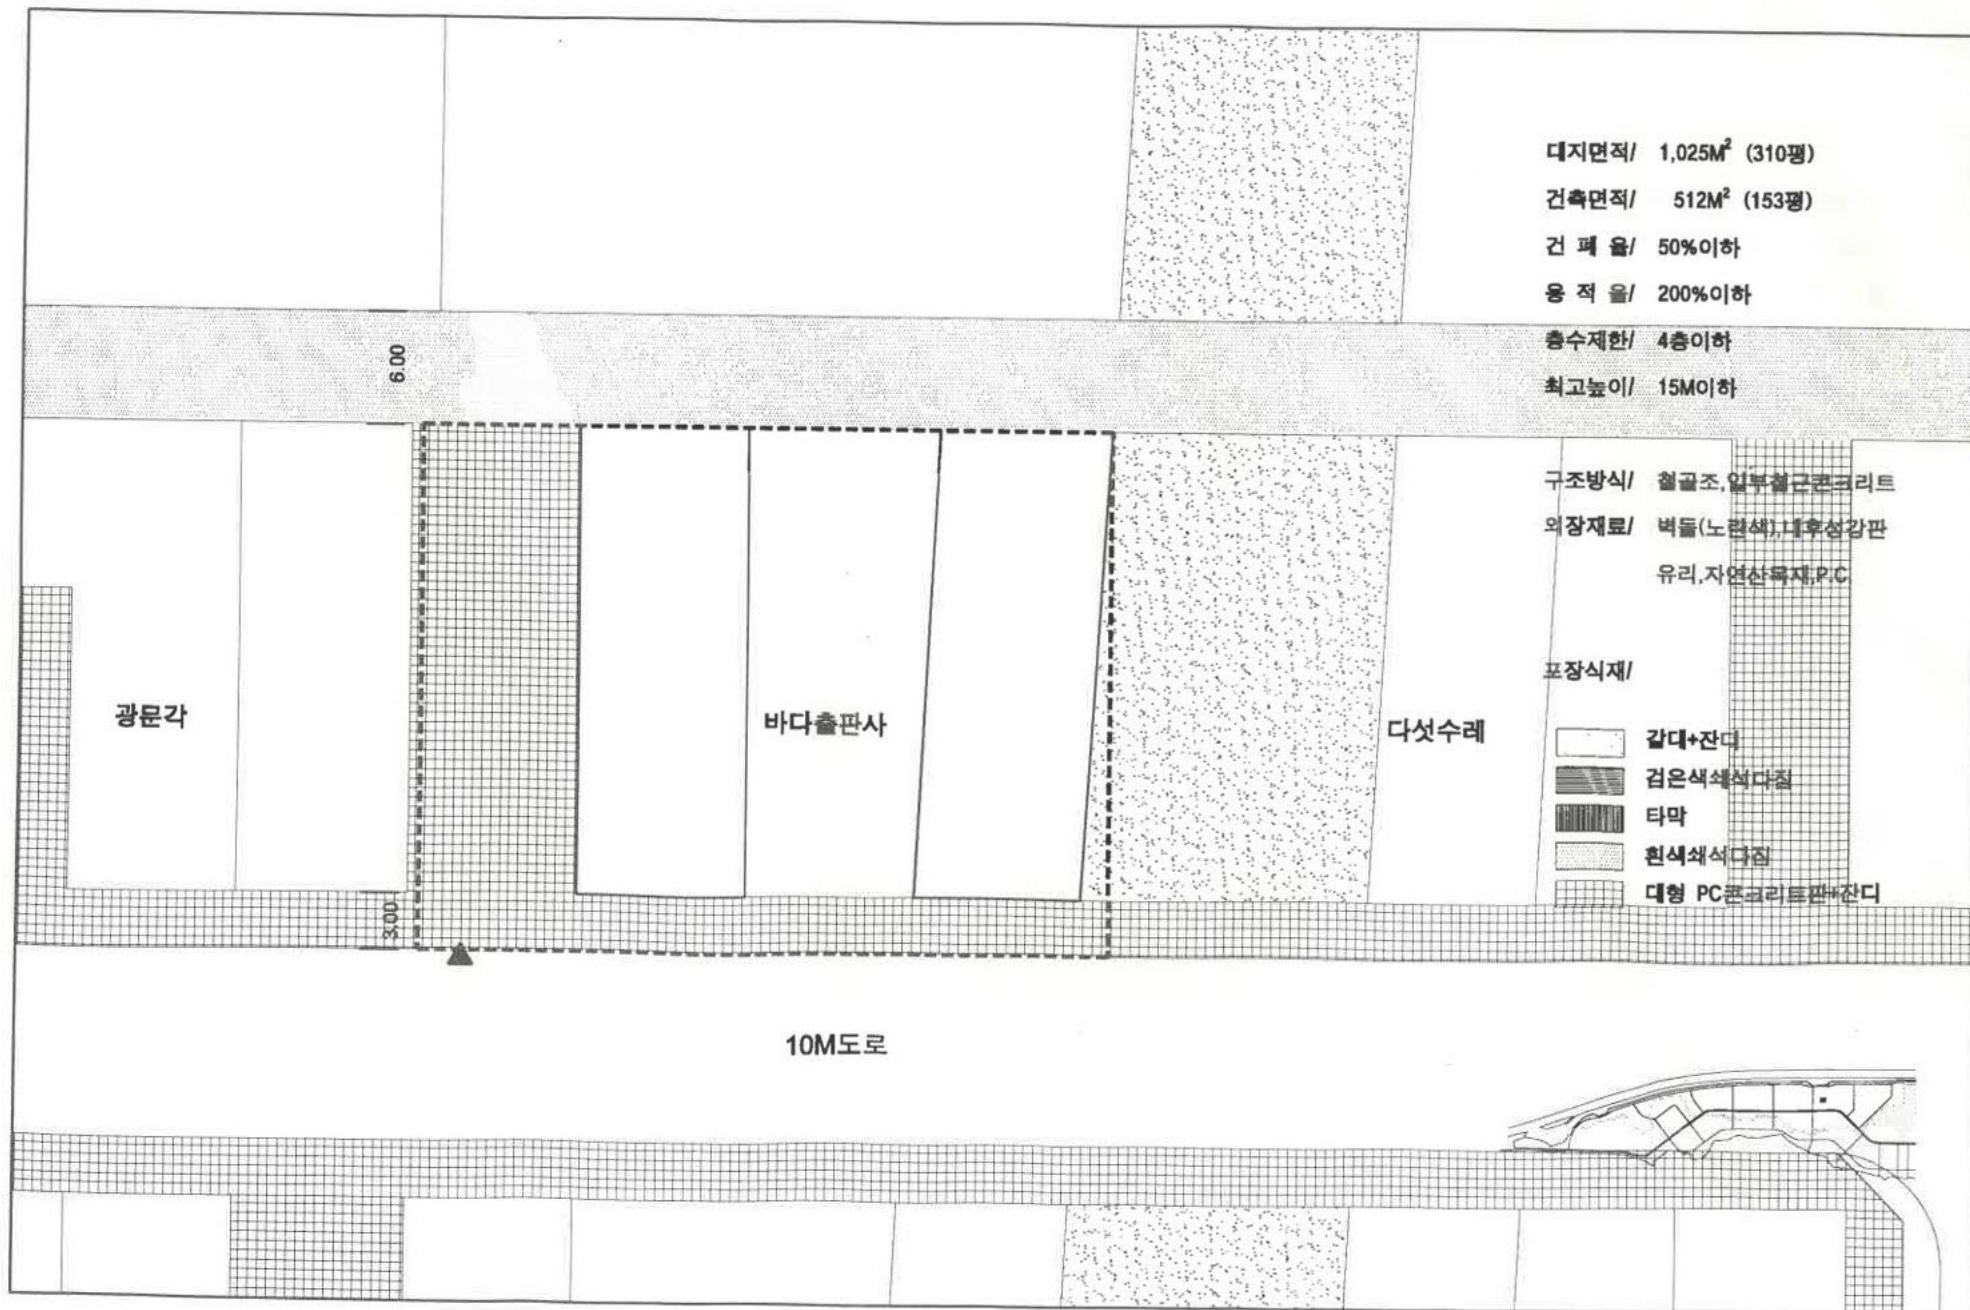 대지면적/ 1,025M² (310평)
건축면적/ 512M² (153평)
건 폐 율/ 50%이하
용 적 율/ 200%이하
6.00
층수제한/ 4층이하
최고높이/ 15M이하
구조방식/ 철골조,일부철근콘크리트
외장재료/ 벽돌(노란색),내후성강판
유리,자연산목재,P.C
포장식재/
광문각
바다출판사
다섯수레
갈대+잔디
검은색쇄석다짐
타막
흰색쇄석다짐
대형 PC콘크리트판+잔디
3.00
10M도로